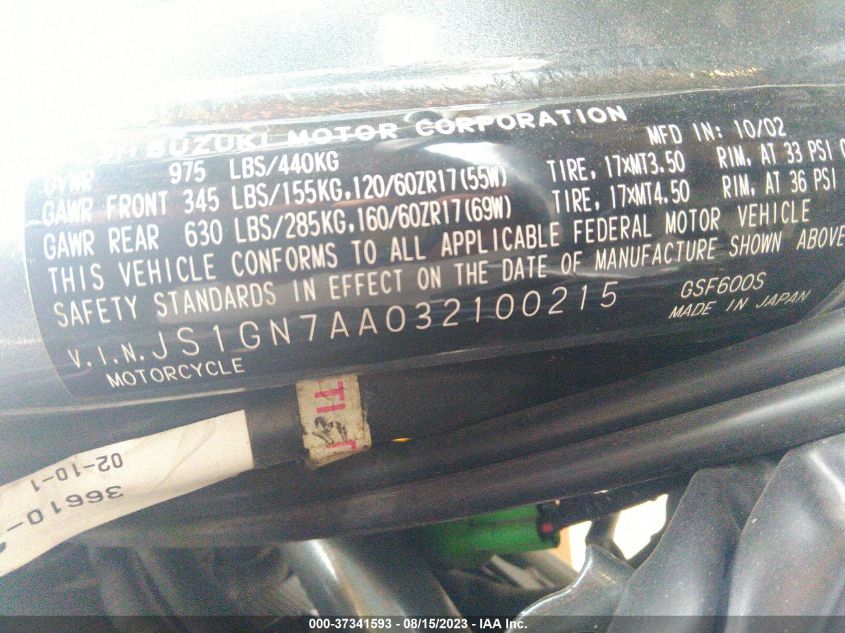 SUZUKI MOTOR CORPORATION
MFD IN: 10/02
GVWR 975 LBS/440KG
GAWR FRONT 345 LBS/155KG,120/60ZR17(55W) TIRE, 17xMT3.50 RIM, AT 33 PSI
GAWR REAR 630 LBS/285KG,160/60ZR17(69W) TIRE, 17xMT4.50 RIM, AT 36 PSI
THIS VEHICLE CONFORMS TO ALL APPLICABLE FEDERAL MOTOR VEHICLE
SAFETY STANDARDS IN EFFECT ON THE DATE OF MANUFACTURE SHOWN ABOVE
V.I.N. JS1GN7AA032100215 GSF600S
MOTORCYCLE MADE IN JAPAN
36610-
02-10-1
000-37341593 - 08/15/2023 - IAA Inc.